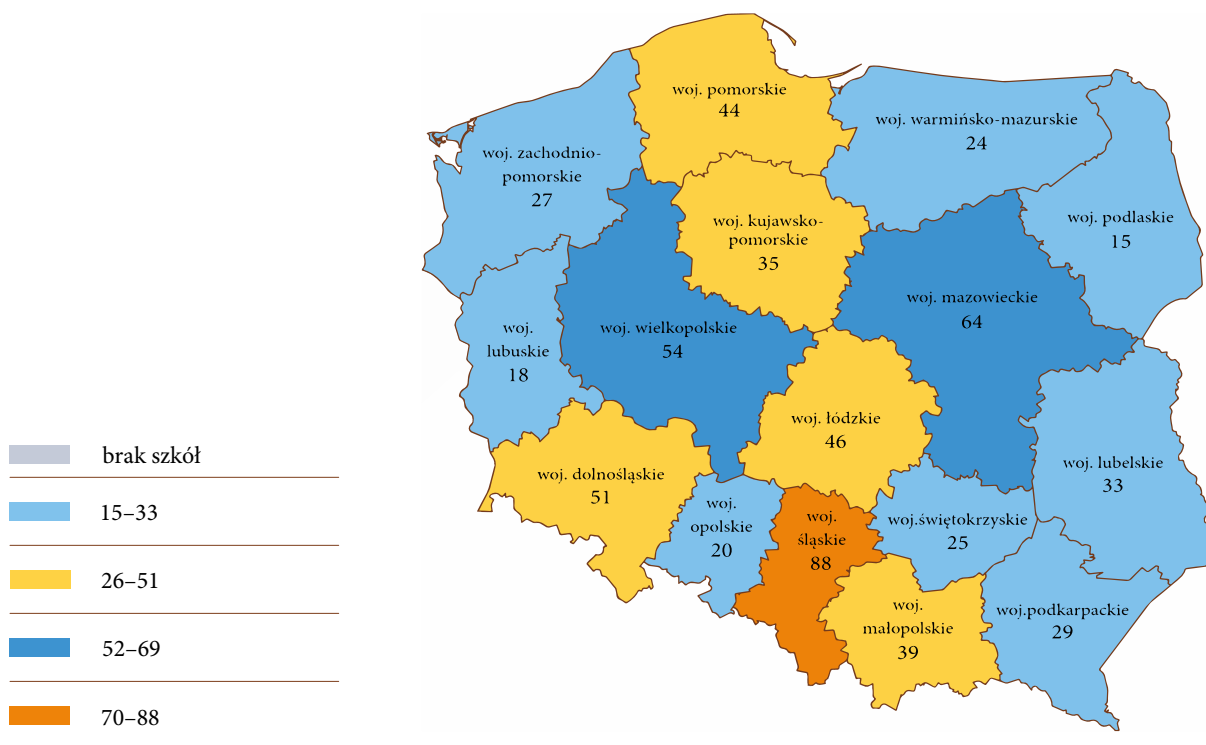 woj. pomorskie
44
woj. warmińsko-mazurskie
24
woj. zachodnio-
pomorskie
27
woj. kujawsko-
pomorskie
35
woj. podlaskie
15
woj. mazowieckie
64
woj. wielkopolskie
54
woj.
lubuskie
18
woj. łódzkie
46
woj. dolnośląskie
51
woj. lubelskie
33
woj.
opolskie
20
woj.
śląskie
88
woj.świętokrzyskie
25
woj.
małopolskie
39
woj.podkarpackie
29
brak szkół
15–33
26–51
52–69
70–88